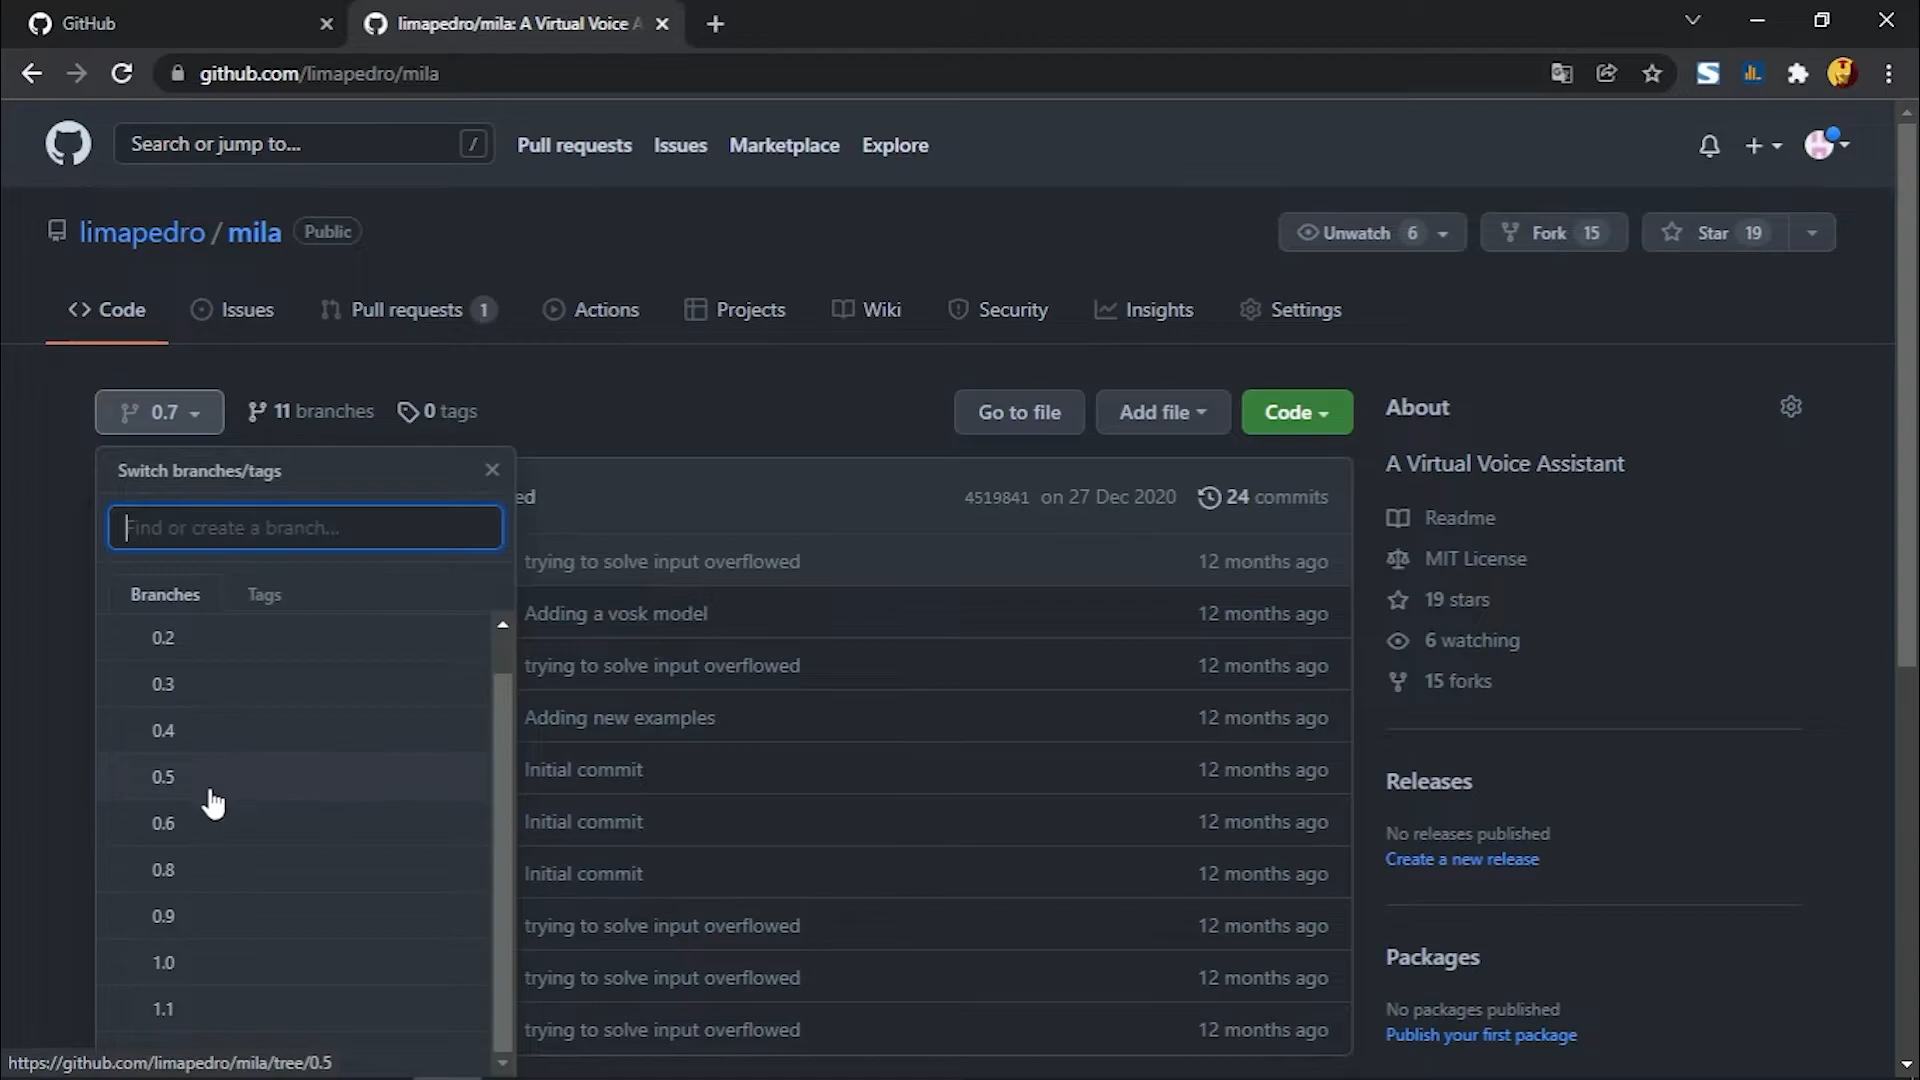 GitHub
limapedro/mila: A Virtual Voice A
github.com/limapedro/mila
Search or jump to... /
Pull requests Issues Marketplace Explore
limapedro / mila Public
Unwatch 6 Fork 15 Star 19
Code Issues Pull requests 1 Actions Projects Wiki Security Insights Settings
0.7 11 branches 0 tags
Go to file Add file Code
Switch branches/tags
Find or create a branch...
Branches Tags
0.2
0.3
0.4
0.5
0.6
0.8
0.9
1.0
1.1
ed 4519841 on 27 Dec 2020 24 commits
trying to solve input overflowed 12 months ago
Adding a vosk model 12 months ago
trying to solve input overflowed 12 months ago
Adding new examples 12 months ago
Initial commit 12 months ago
Initial commit 12 months ago
Initial commit 12 months ago
trying to solve input overflowed 12 months ago
trying to solve input overflowed 12 months ago
trying to solve input overflowed 12 months ago
About
A Virtual Voice Assistant
Readme
MIT License
19 stars
6 watching
15 forks
Releases
No releases published
Create a new release
Packages
No packages published
Publish your first package
https://github.com/limapedro/mila/tree/0.5